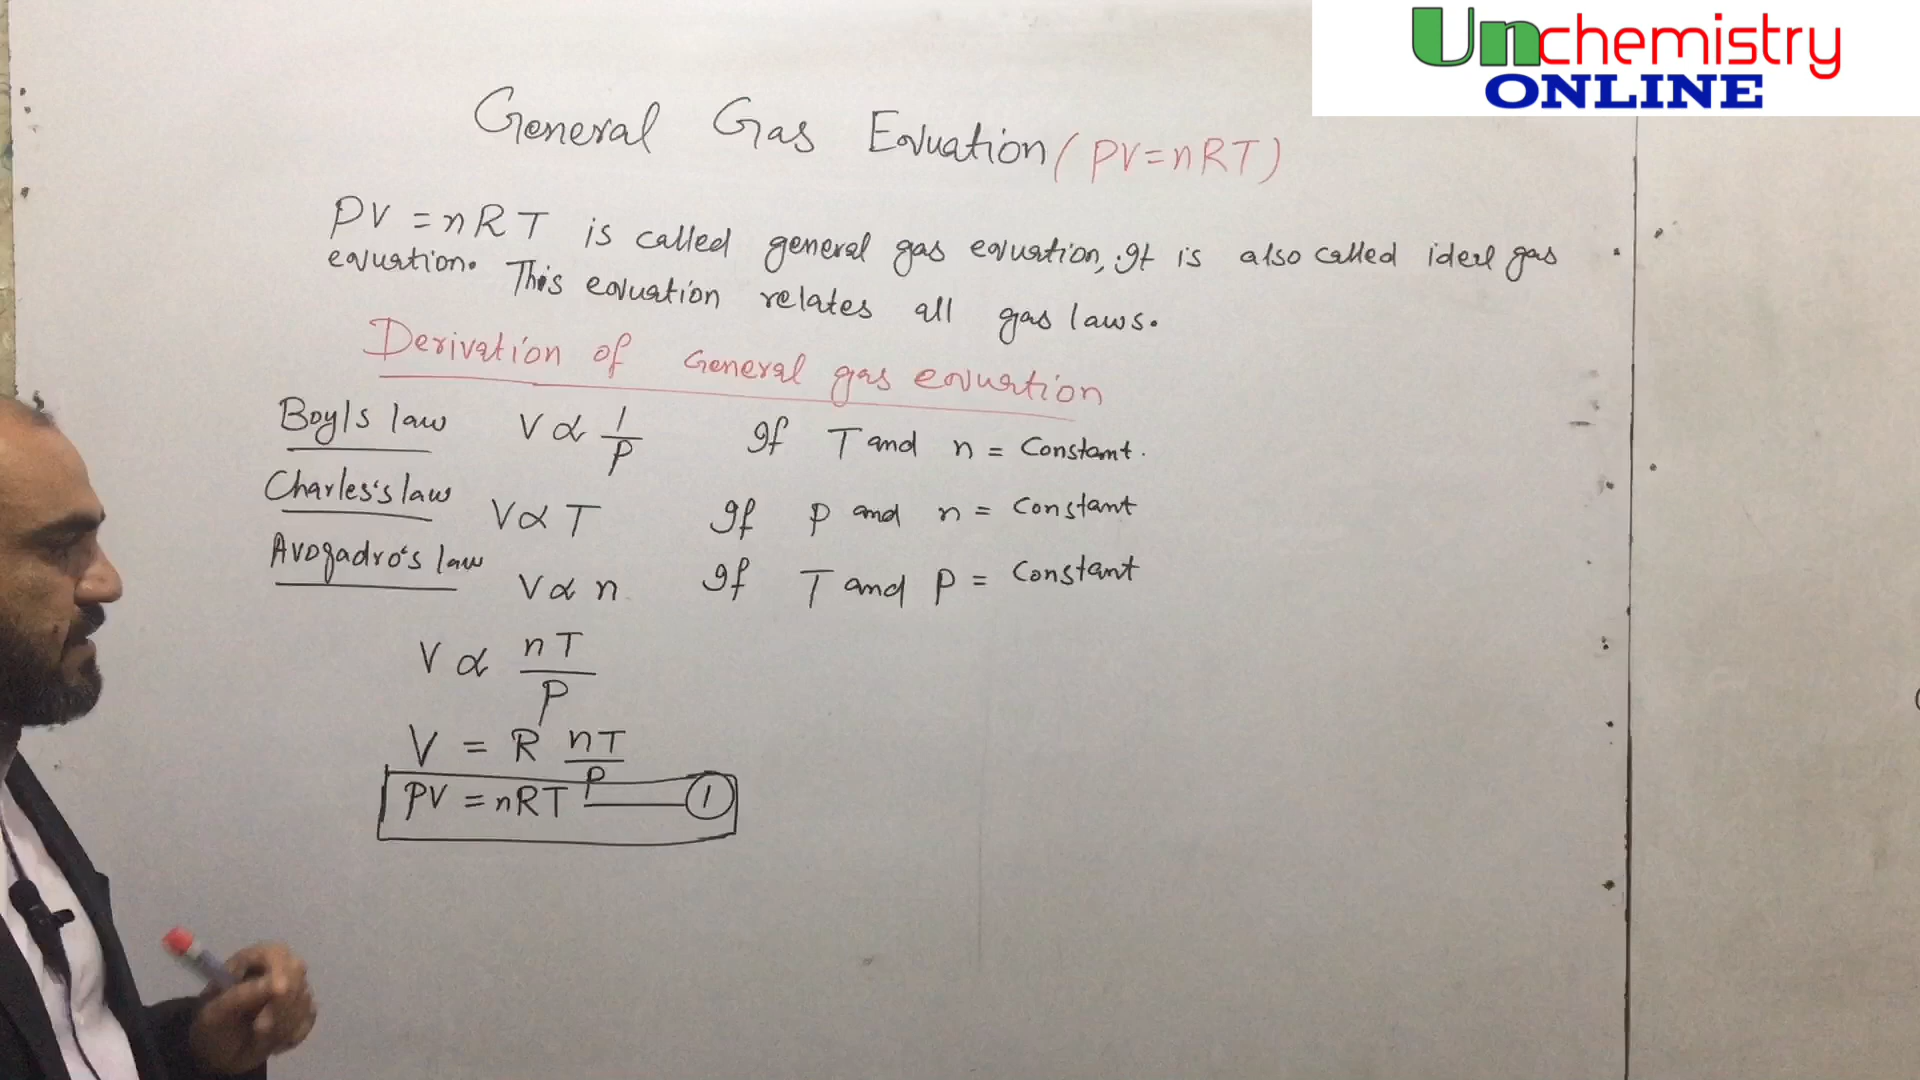 Unchemistry
ONLINE
General Gas Equation (PV=nRT)
PV = nRT is called general gas equation, It is also called ideal gas
equation. This equation relates all gas laws.
Derivation of General gas equation
Boyls law V ∝ 1/P If T and n = Constant.
Charles's law V ∝ T If P and n = Constant
Avogadro's law V ∝ n If T and P = Constant
V ∝ nT/P
V = R nT/P
PV = nRT — 1